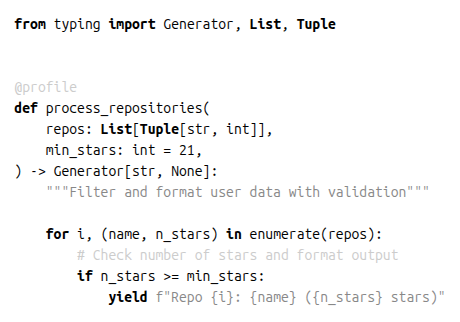 from typing import Generator, List, Tuple
@profile
def process_repositories(
    repos: List[Tuple[str, int]],
    min_stars: int = 21,
) -> Generator[str, None]:
    """Filter and format user data with validation"""
    for i, (name, n_stars) in enumerate(repos):
        # Check number of stars and format output
        if n_stars >= min_stars:
            yield f"Repo {i}: {name} ({n_stars} stars)"